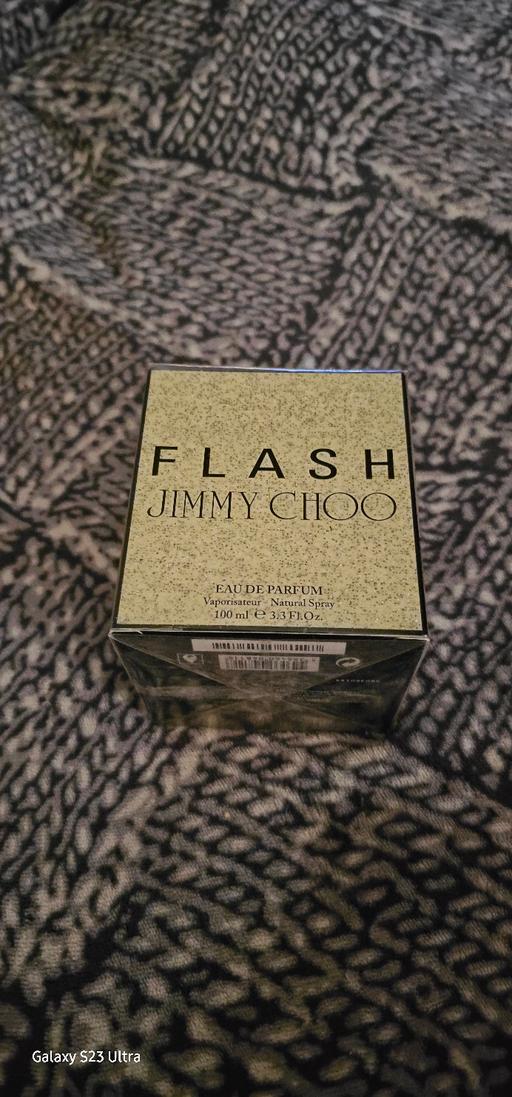 FLASH
JIMMY CHOO
EAU DE PARFUM
Vaporisateur - Natural Spray
100 ml ℮ 3.3 Fl.Oz.
Galaxy S23 Ultra